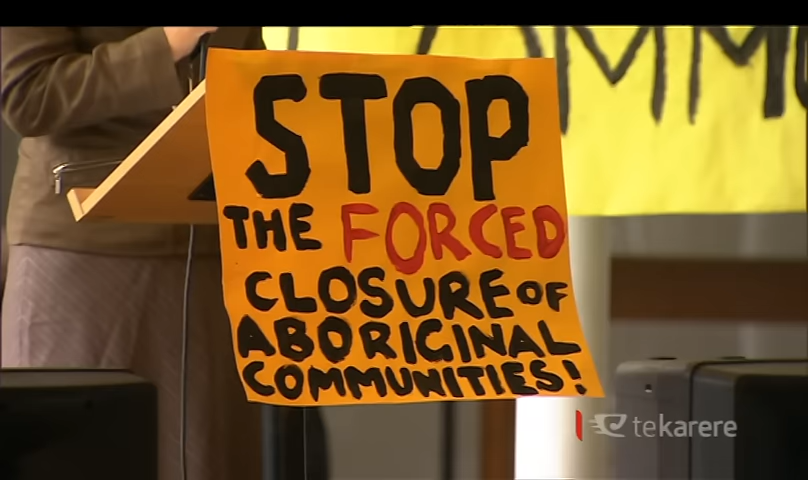 STOP
THE FORCED
CLOSURE OF
ABORIGINAL
COMMUNITIES!
tekarere